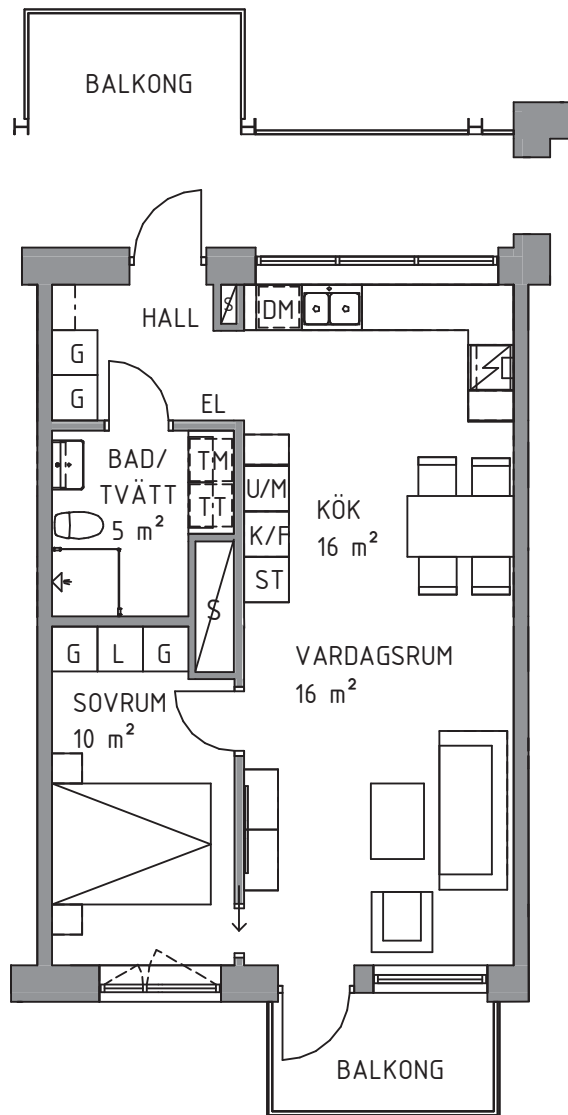 BALKONG
HALL
S
DM
G
G
EL
BAD/
TVÄTT
5 m²
TM
TT
U/M
K/F
ST
KÖK
16 m²
S
G L G
SOVRUM
10 m²
VARDAGSRUM
16 m²
BALKONG